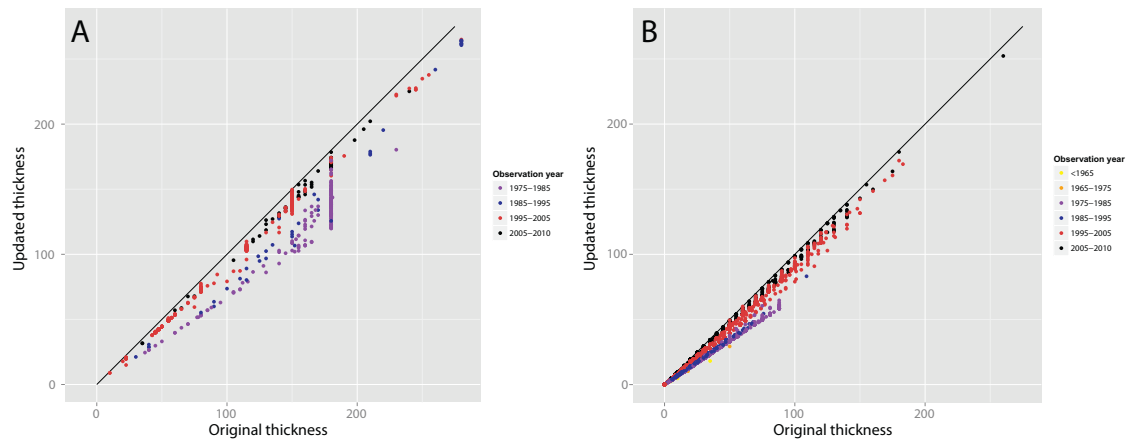 A
Updated thickness
200
100
0
0
100
200
Original thickness
Observation year
1975−1985
1985−1995
1995−2005
2005−2010
B
Updated thickness
200
100
0
0
100
200
Original thickness
Observation year
<1965
1965−1975
1975−1985
1985−1995
1995−2005
2005−2010